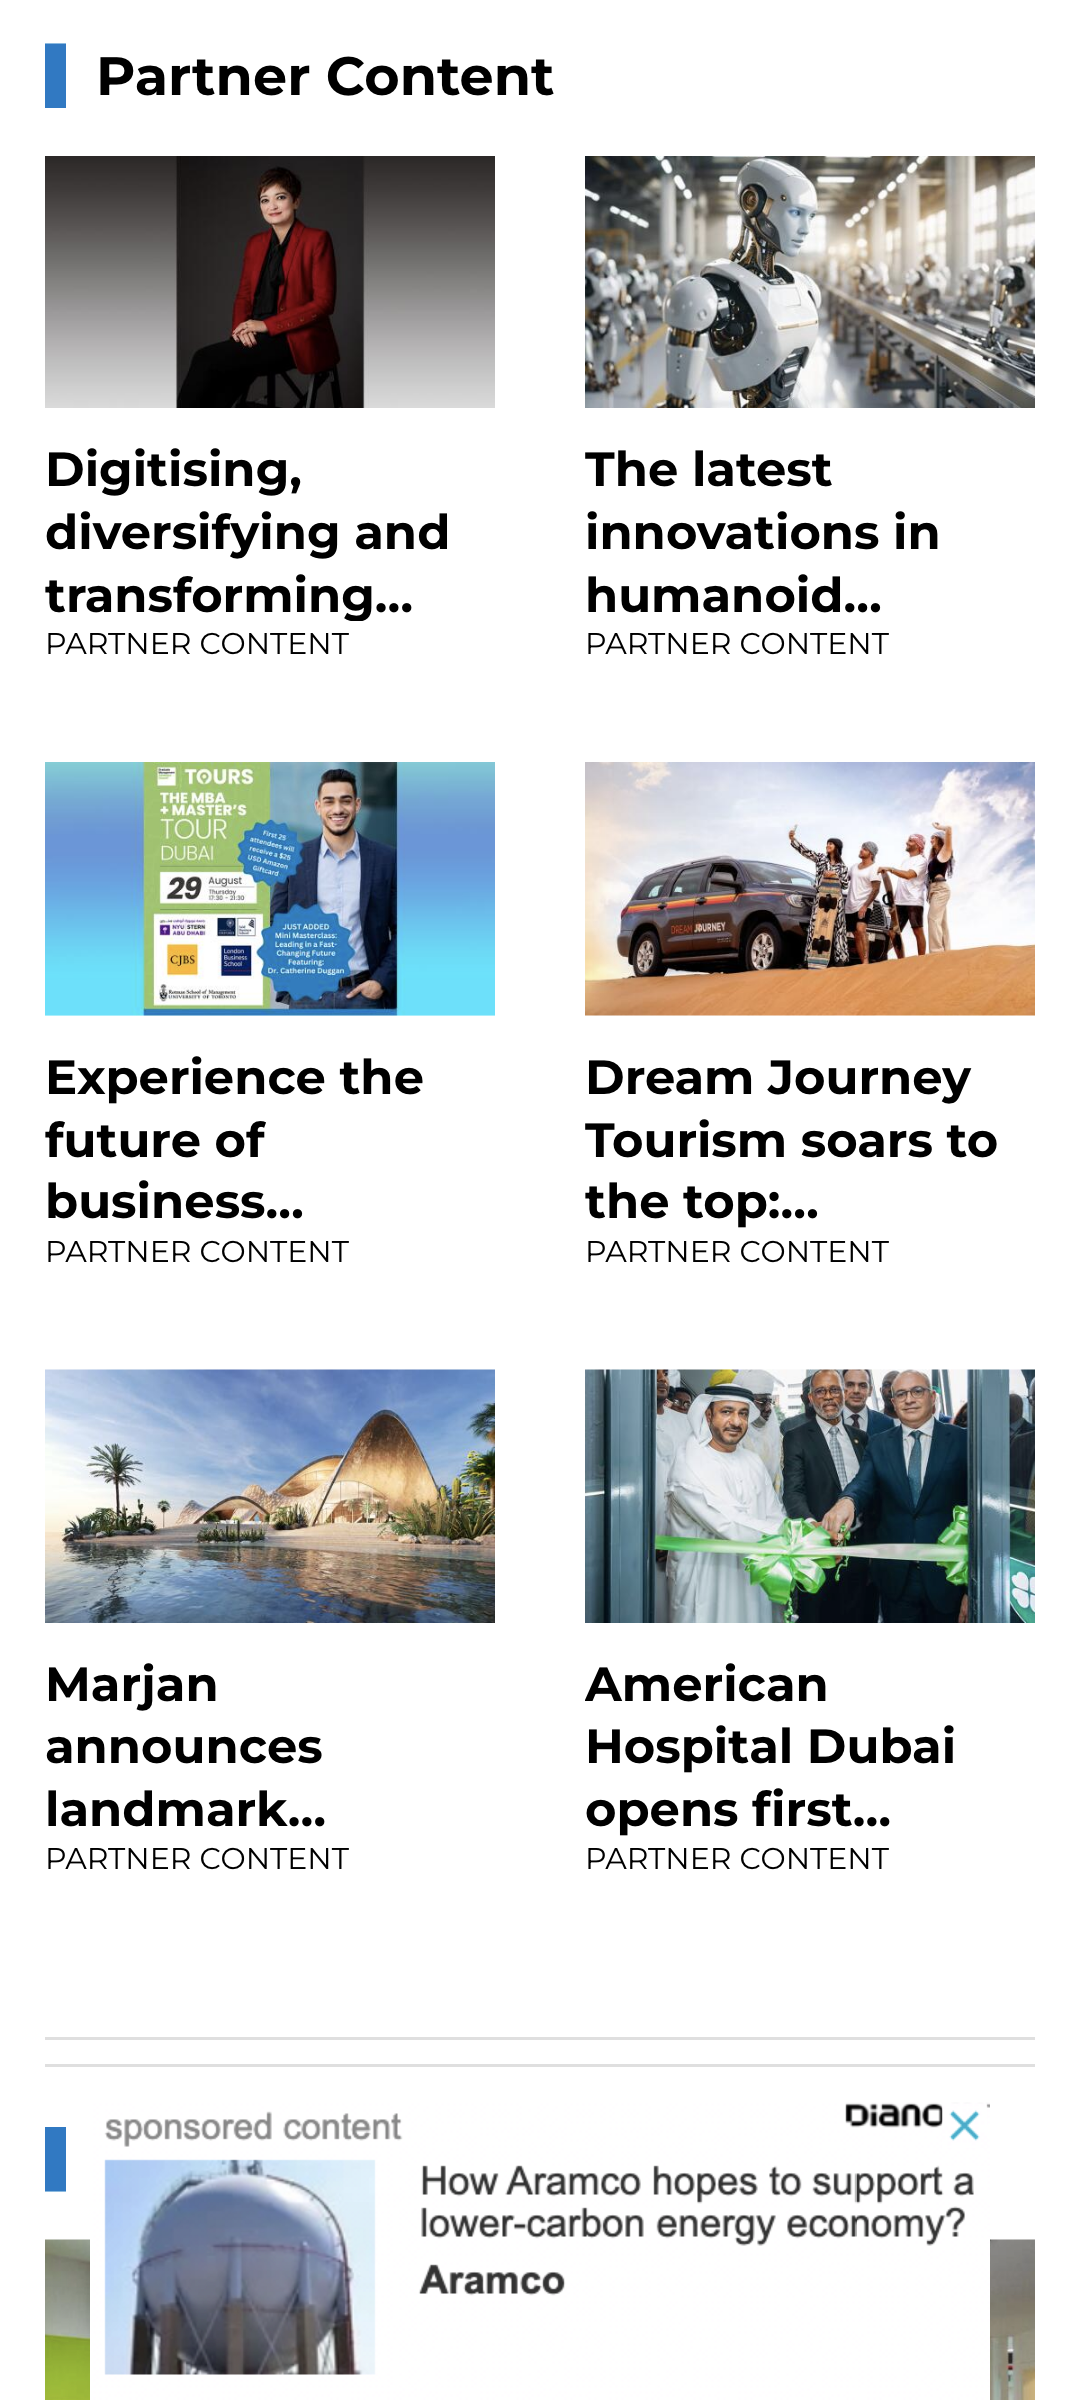 Partner Content
Digitising,
diversifying and
transforming...
PARTNER CONTENT
The latest
innovations in
humanoid...
PARTNER CONTENT
TOURS
THE MBA
+ MASTER'S
TOUR
DUBAI
First 25
attendees will
receive a $25
USD Amazon
Giftcard
29 August
Thursday
17:30 - 21:30
NYU STERN
ABU DHABI
CJBS
London
Business
School
Rotman School of Management
UNIVERSITY OF TORONTO
JUST ADDED
Mini Masterclass:
Leading in a Fast-
Changing Future
Featuring:
Dr. Catherine Duggan
DREAM JOURNEY
Experience the
future of
business...
PARTNER CONTENT
Dream Journey
Tourism soars to
the top:...
PARTNER CONTENT
Marjan
announces
landmark...
PARTNER CONTENT
American
Hospital Dubai
opens first...
PARTNER CONTENT
sponsored content
How Aramco hopes to support a
lower-carbon energy economy?
Aramco